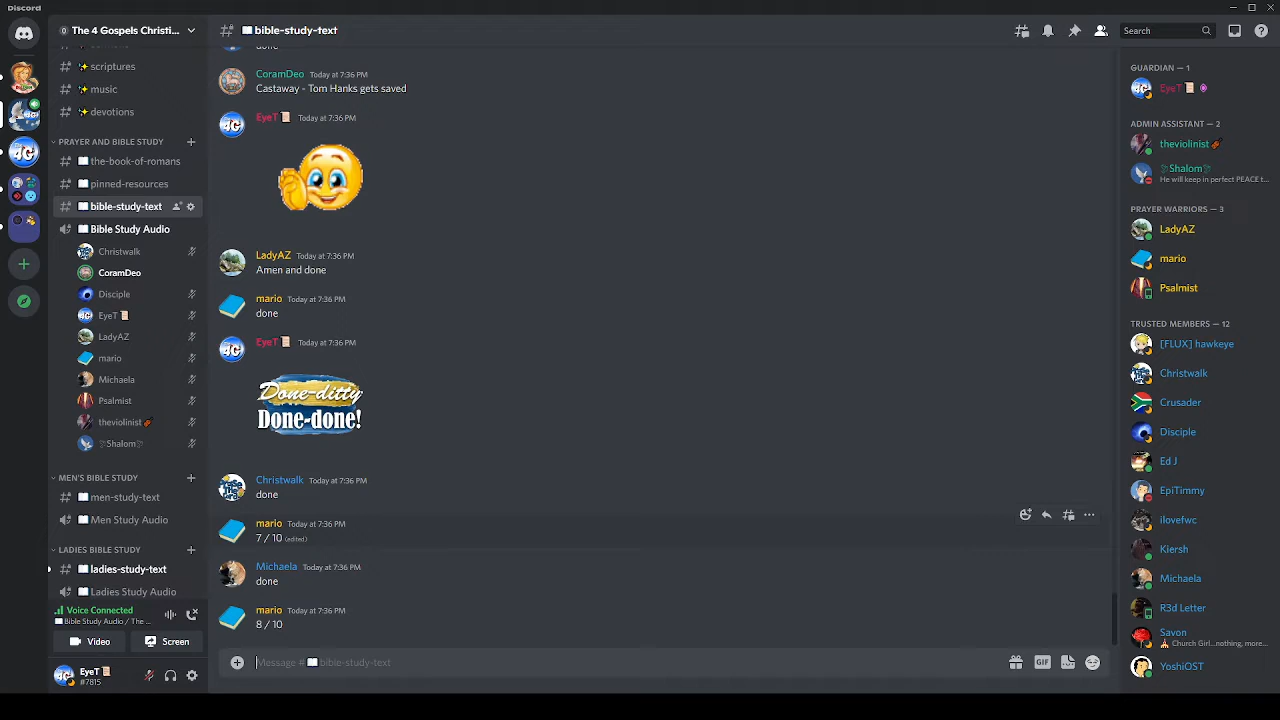 Discord
The 4 Gospels Christi...
scriptures
music
devotions
PRAYER AND BIBLE STUDY
the-book-of-romans
pinned-resources
bible-study-text
Bible Study Audio
Christwalk
CoramDeo
Disciple
EyeT
LadyAZ
mario
Michaela
Psalmist
theviolinist
Shalom
MEN'S BIBLE STUDY
men-study-text
Men Study Audio
LADIES BIBLE STUDY
ladies-study-text
Ladies Study Audio
Voice Connected
Bible Study Audio / The ...
Video
Screen
EyeT
#7815
bible-study-text
Search
done
CoramDeo Today at 7:36 PM
Castaway - Tom Hanks gets saved
EyeT Today at 7:36 PM
LadyAZ Today at 7:36 PM
Amen and done
mario Today at 7:36 PM
done
EyeT Today at 7:36 PM
Done-ditty
Done-done!
Christwalk Today at 7:36 PM
done
mario Today at 7:36 PM
7 / 10 (edited)
Michaela Today at 7:36 PM
done
mario Today at 7:36 PM
8 / 10
Message # bible-study-text
GIF
GUARDIAN — 1
EyeT
ADMIN ASSISTANT — 2
theviolinist
Shalom
He will keep in perfect PEACE t...
PRAYER WARRIORS — 3
LadyAZ
mario
Psalmist
TRUSTED MEMBERS — 12
[FLUX] hawkeye
Christwalk
Crusader
Disciple
Ed J
EpiTimmy
ilovefwc
Kiersh
Michaela
R3d Letter
Savon
Church Girl...nothing, more...
YoshiOST